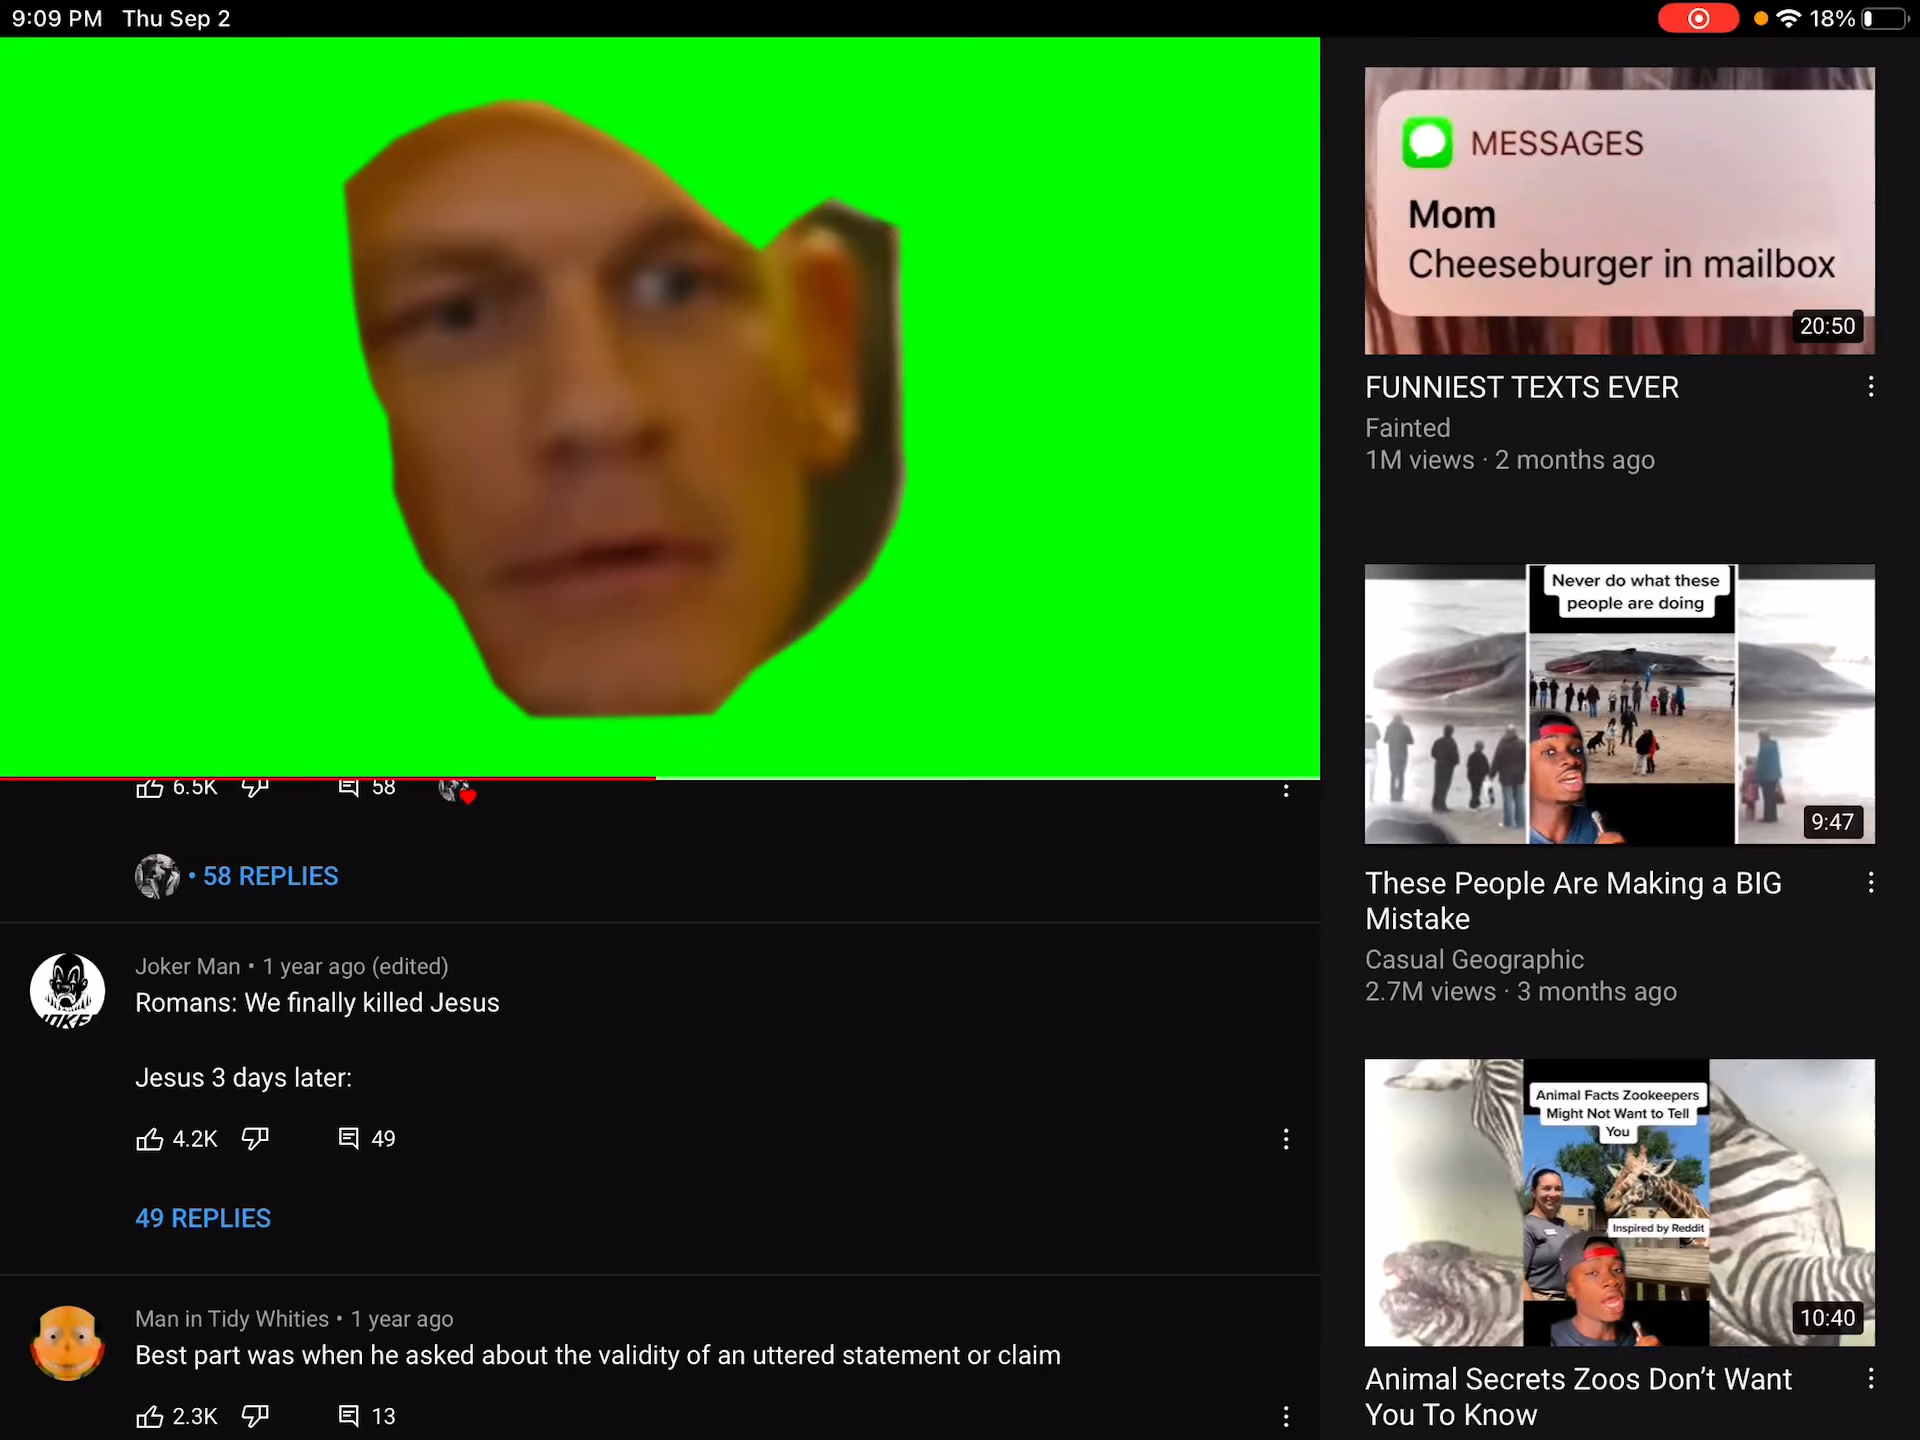 9:09 PM Thu Sep 2
18%
MESSAGES
Mom
Cheeseburger in mailbox
20:50
FUNNIEST TEXTS EVER
Fainted
1M views · 2 months ago
Never do what these
people are doing
9:47
These People Are Making a BIG
Mistake
Casual Geographic
2.7M views · 3 months ago
Animal Facts Zookeepers
Might Not Want to Tell
You
Inspired by Reddit
10:40
Animal Secrets Zoos Don't Want
You To Know
6.5K 58
• 58 REPLIES
Joker Man • 1 year ago (edited)
Romans: We finally killed Jesus
Jesus 3 days later:
4.2K 49
49 REPLIES
Man in Tidy Whities • 1 year ago
Best part was when he asked about the validity of an uttered statement or claim
2.3K 13